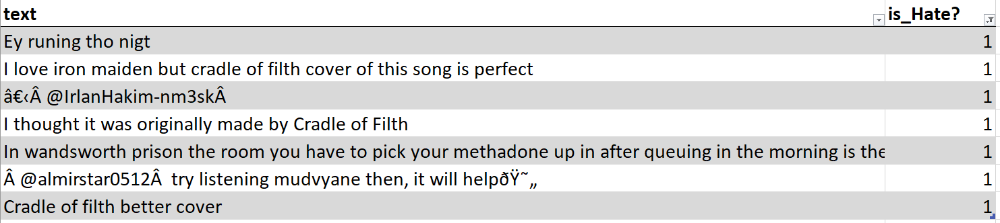 text is_Hate?
Ey runing tho nigt 1
I love iron maiden but cradle of filth cover of this song is perfect 1
â€‹Â @IrlanHakim-nm3skÂ 1
I thought it was originally made by Cradle of Filth 1
In wandsworth prison the room you have to pick your methadone up in after queuing in the morning is the 1
Â @almirstar0512Â  try listening mudvyane then, it will helpðŸ˜„ 1
Cradle of filth better cover 1